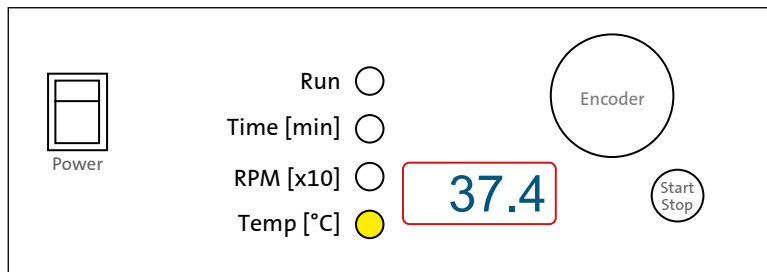 Power
Run
Time [min]
RPM [x10]
Temp [°C]
37.4
Encoder
Start
Stop